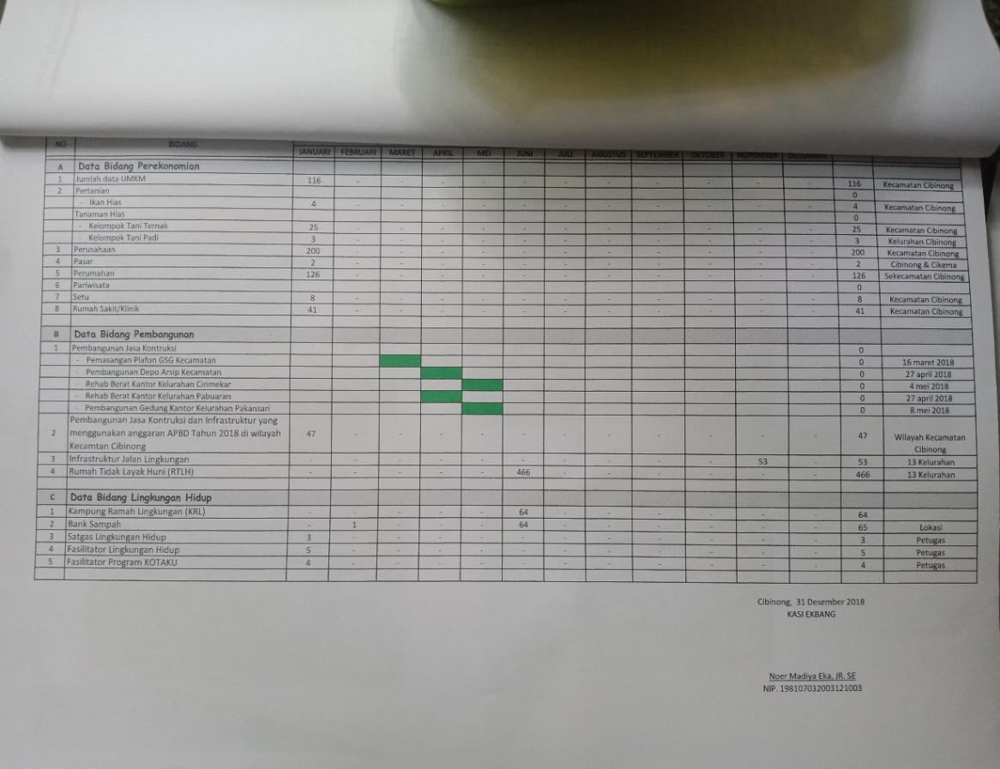 NO BIDANG JANUARI FEBRUARI MARET APRIL MEI JUNI JULI AGUSTUS SEPTEMBER OKTOBER NOPEMBER DESEMBER
A Data Bidang Perekonomian
1 Jumlah data UMKM 116 - - - - - - - - - - - 116 Kecamatan Cibinong
2 Pertanian 0
- Ikan Hias 4 - - - - - - - - - - - 4 Kecamatan Cibinong
Tanaman Hias 0
- Kelompok Tani Ternak 25 - - - - - - - - - - - 25 Kecamatan Cibinong
- Kelompok Tani Padi 3 - - - - - - - - - - - 3 Kelurahan Cibinong
3 Perusahaan 200 - - - - - - - - - - - 200 Kecamatan Cibinong
4 Pasar 2 - - - - - - - - - - - 2 Cibinong & Cikema
5 Perumahan 126 - - - - - - - - - - - 126 Sekecamatan Cibinong
6 Pariwisata 0
7 Setu 8 - - - - - - - - - - - 8 Kecamatan Cibinong
8 Rumah Sakit/Klinik 41 - - - - - - - - - - - 41 Kecamatan Cibinong
B Data Bidang Pembangunan
1 Pembangunan Jasa Kontruksi 0
- Pemasangan Plafon GSG Kecamatan 0 16 maret 2018
- Pembangunan Depo Arsip Kecamatan 0 27 april 2018
- Rehab Berat Kantor Kelurahan Cirimekar 0 4 mei 2018
- Rehab Berat Kantor Kelurahan Pabuaran 0 27 april 2018
- Pembangunan Gedung Kantor Kelurahan Pakansari 0 8 mei 2018
Pembangunan Jasa Kontruksi dan Infrastruktur yang
2 menggunakan anggaran APBD Tahun 2018 di wilayah 47 - - - - - - - - - - - 47 Wilayah Kecamatan
Kecamtan Cibinong Cibinong
3 Infrastruktur Jalan Lingkungan - - - - - - - - - - 53 - 53 13 Kelurahan
4 Rumah Tidak Layak Huni (RTLH) - - - - - 466 - - - - - - 466 13 Kelurahan
C Data Bidang Lingkungan Hidup
1 Kampung Ramah Lingkungan (KRL) - - - - - 64 - - - - - - 64
2 Bank Sampah - 1 - - - 64 - - - - - - 65 Lokasi
3 Satgas Lingkungan Hidup 3 - - - - - - - - - - - 3 Petugas
4 Fasilitator Lingkungan Hidup 5 - - - - - - - - - - - 5 Petugas
5 Fasilitator Program KOTAKU 4 - - - - - - - - - - - 4 Petugas
Cibinong, 31 Desember 2018
KASI EKBANG
Noer Madiya Eka, JR. SE
NIP. 198107032003121003